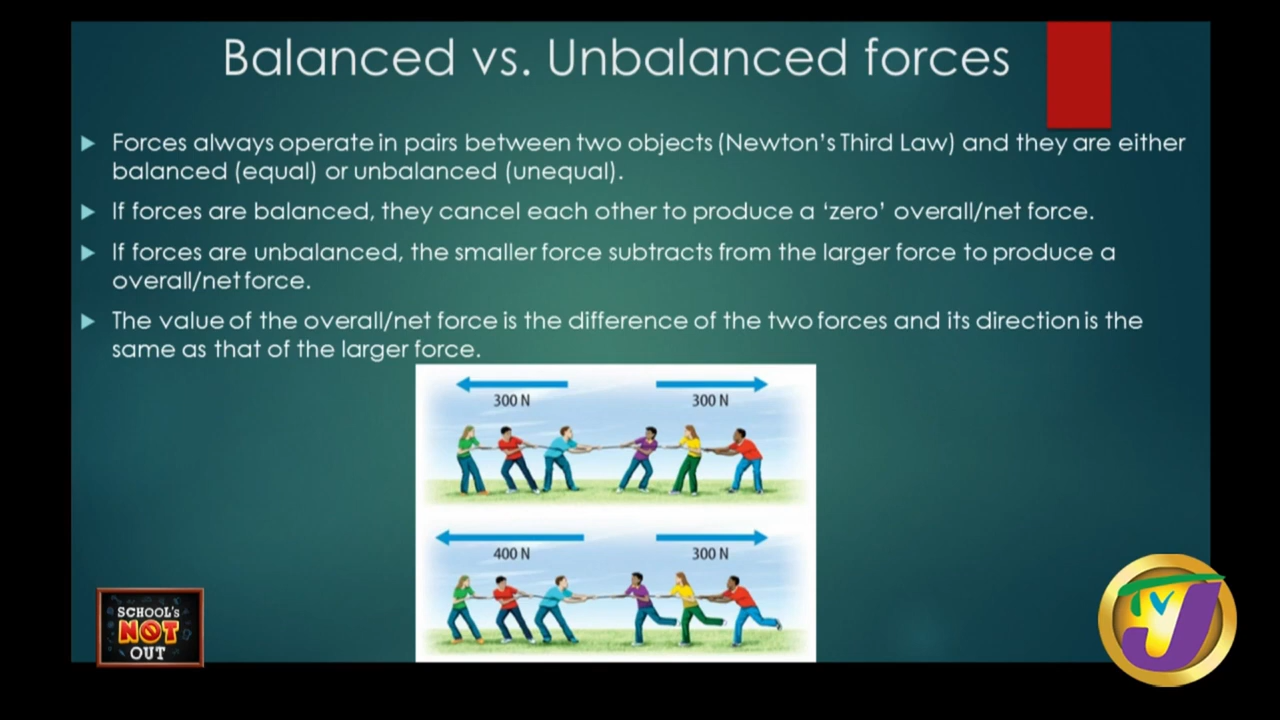 Balanced vs. Unbalanced forces
Forces always operate in pairs between two objects (Newton's Third Law) and they are either
balanced (equal) or unbalanced (unequal).
If forces are balanced, they cancel each other to produce a 'zero' overall/net force.
If forces are unbalanced, the smaller force subtracts from the larger force to produce a
overall/net force.
The value of the overall/net force is the difference of the two forces and its direction is the
same as that of the larger force.
300 N 300 N
400 N 300 N
SCHOOL's
NOT
OUT
TVJ